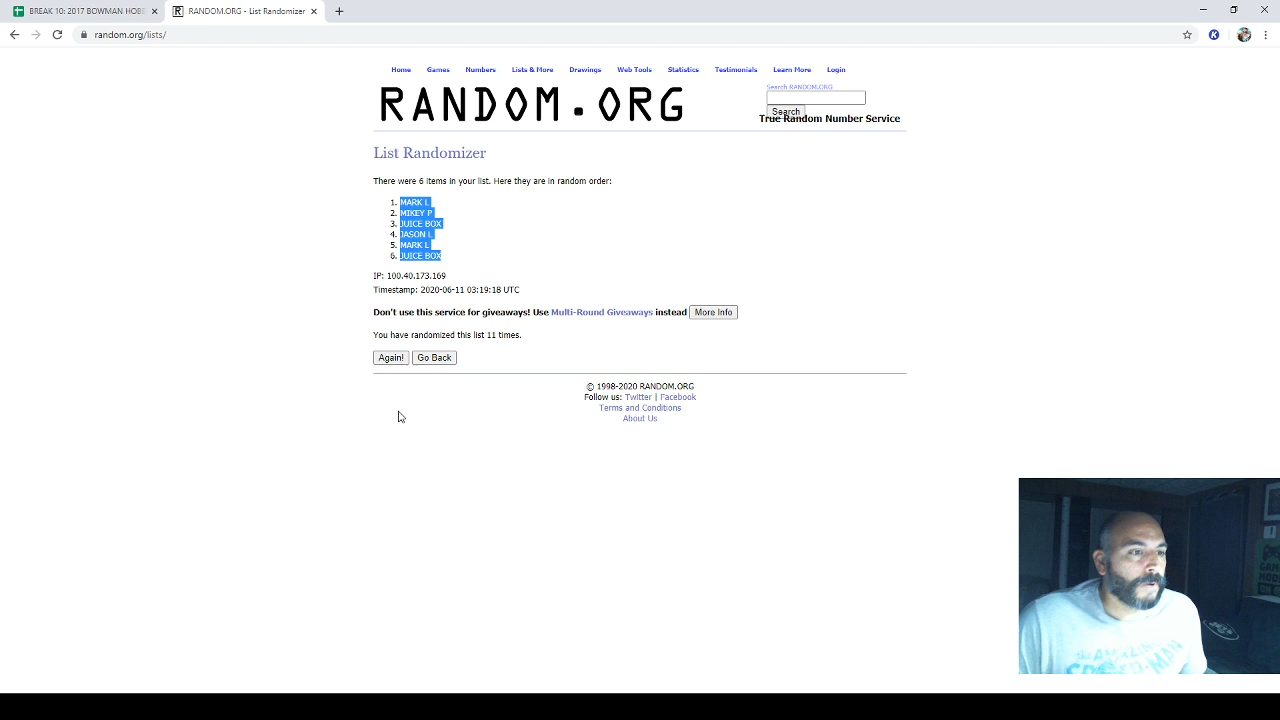 BREAK 10: 2017 BOWMAN HOBB
RANDOM.ORG - List Randomizer
random.org/lists/
Home Games Numbers Lists & More Drawings Web Tools Statistics Testimonials Learn More Login
Search RANDOM.ORG
RANDOM.ORG
Search
True Random Number Service
List Randomizer
There were 6 items in your list. Here they are in random order:
1. MARK L
2. MIKEY P
3. JUICE BOX
4. JASON L
5. MARK L
6. JUICE BOX
IP: 100.40.173.169
Timestamp: 2020-06-11 03:19:18 UTC
Don't use this service for giveaways! Use Multi-Round Giveaways instead More Info
You have randomized this list 11 times.
Again! Go Back
© 1998-2020 RANDOM.ORG
Follow us: Twitter | Facebook
Terms and Conditions
About Us